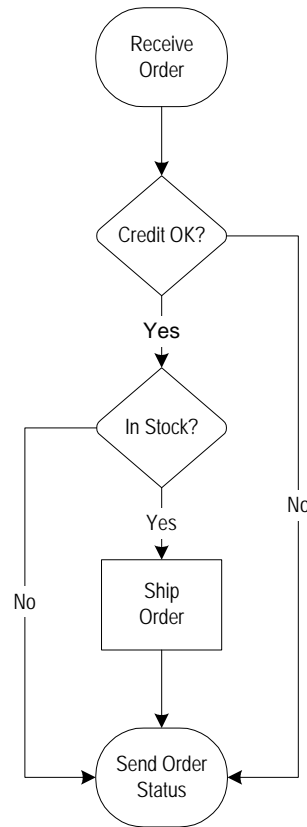 Receive
Order
Credit OK?
Yes
In Stock?
No
Yes
Ship
Order
No
Send Order
Status